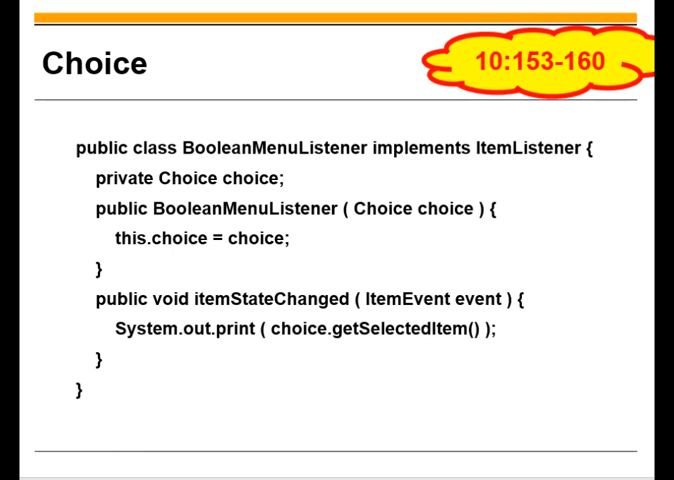 Choice
10:153-160
public class BooleanMenuListener implements ItemListener {
private Choice choice;
public BooleanMenuListener ( Choice choice ) {
this.choice = choice;
}
public void itemStateChanged ( ItemEvent event ) {
System.out.print ( choice.getSelectedItem() );
}
}